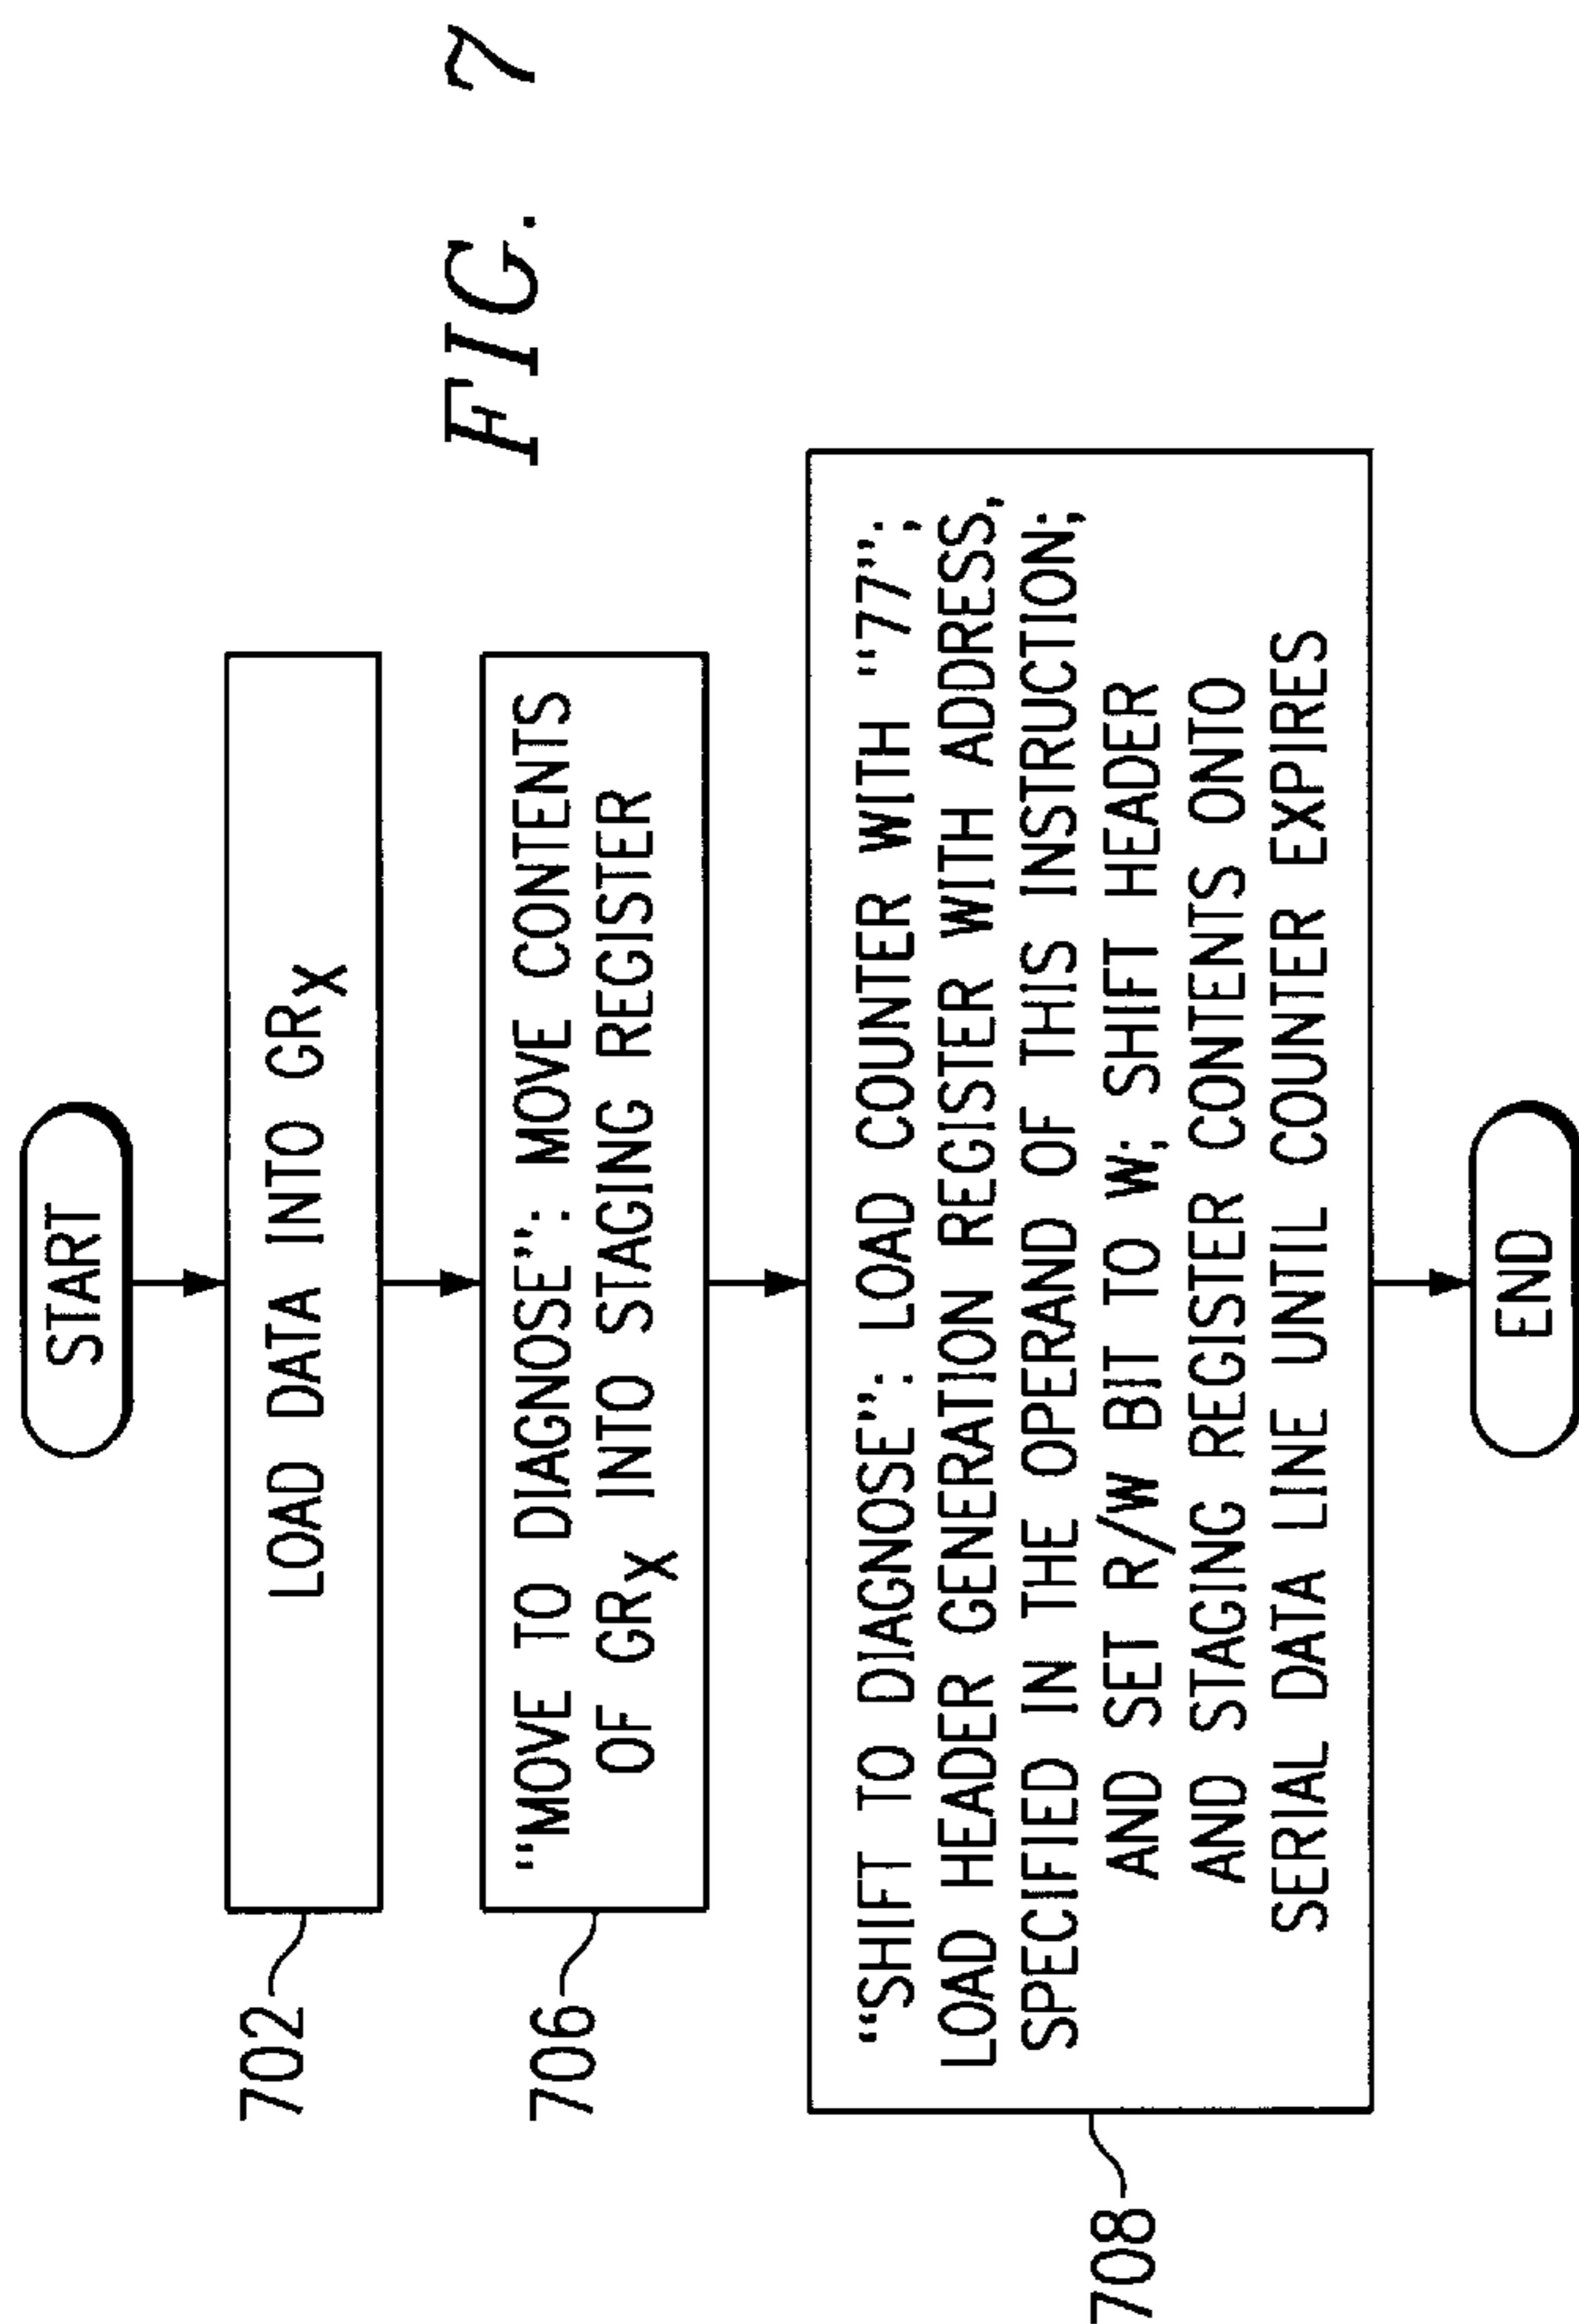 START
702
LOAD DATA INTO GRX
706
"MOVE TO DIAGNOSE": MOVE CONTENTS
OF GRX INTO STAGING REGISTER
708
"SHIFT TO DIAGNOSE": LOAD COUNTER WITH "77";
LOAD HEADER GENERATION REGISTER WITH ADDRESS,
SPECIFIED IN THE OPERAND OF THIS INSTRUCTION;
AND SET R/W BIT TO W; SHIFT HEADER
AND STAGING REGISTER CONTENTS ONTO
SERIAL DATA LINE UNTIL COUNTER EXPIRES
END
FIG. 7